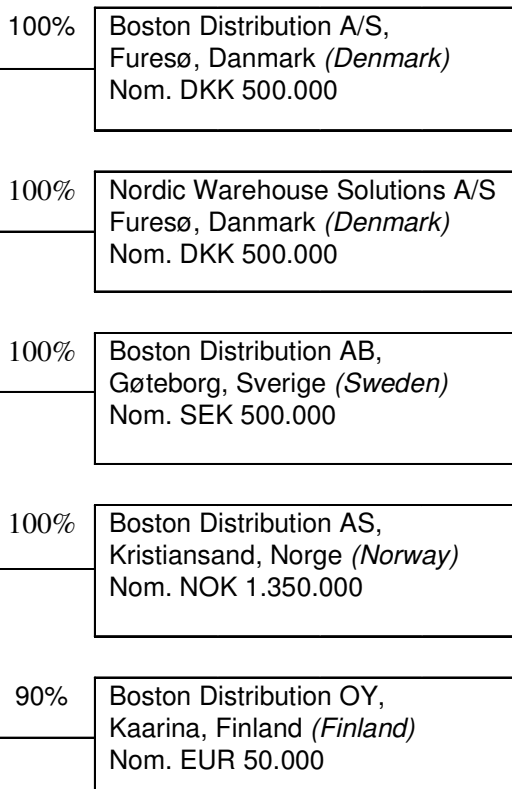 100%
Boston Distribution A/S,
Furesø, Danmark (Denmark)
Nom. DKK 500.000
100%
Nordic Warehouse Solutions A/S
Furesø, Danmark (Denmark)
Nom. DKK 500.000
100%
Boston Distribution AB,
Gøteborg, Sverige (Sweden)
Nom. SEK 500.000
100%
Boston Distribution AS,
Kristiansand, Norge (Norway)
Nom. NOK 1.350.000
90%
Boston Distribution OY,
Kaarina, Finland (Finland)
Nom. EUR 50.000